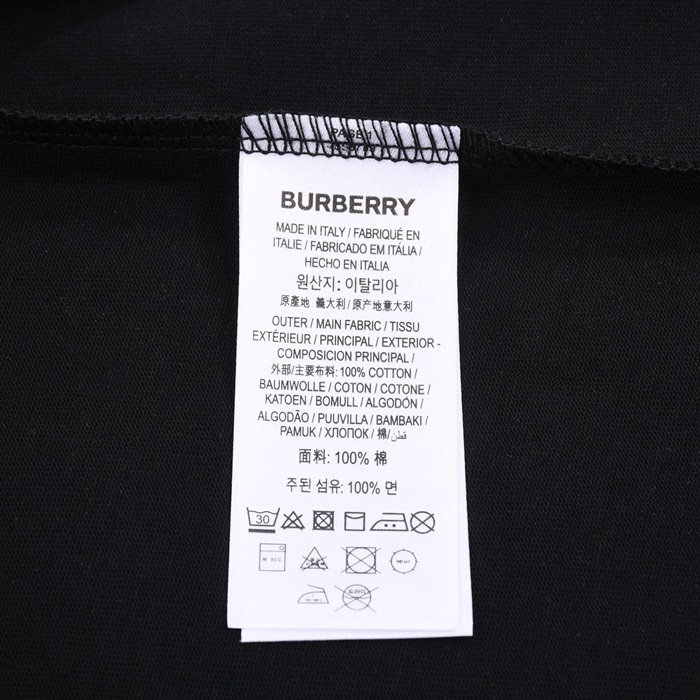 PAGE 1
BURBERRY
MADE IN ITALY / FABRIQUÉ EN
ITALIE / FABRICADO EM ITÁLIA /
HECHO EN ITALIA
원산지: 이탈리아
原產地 義大利 / 原产地意大利
OUTER / MAIN FABRIC / TISSU
EXTÉRIEUR / PRINCIPAL / EXTERIOR -
COMPOSICION PRINCIPAL /
外部/主要布料: 100% COTTON /
BAUMWOLLE / COTON / COTONE /
KATOEN / BOMULL / ALGODÓN /
ALGODÃO / PUUVILLA / BAMBAKI /
PAMUK / ХЛОПОК / 棉/قطن
面料: 100% 棉
주된 섬유: 100% 면
30